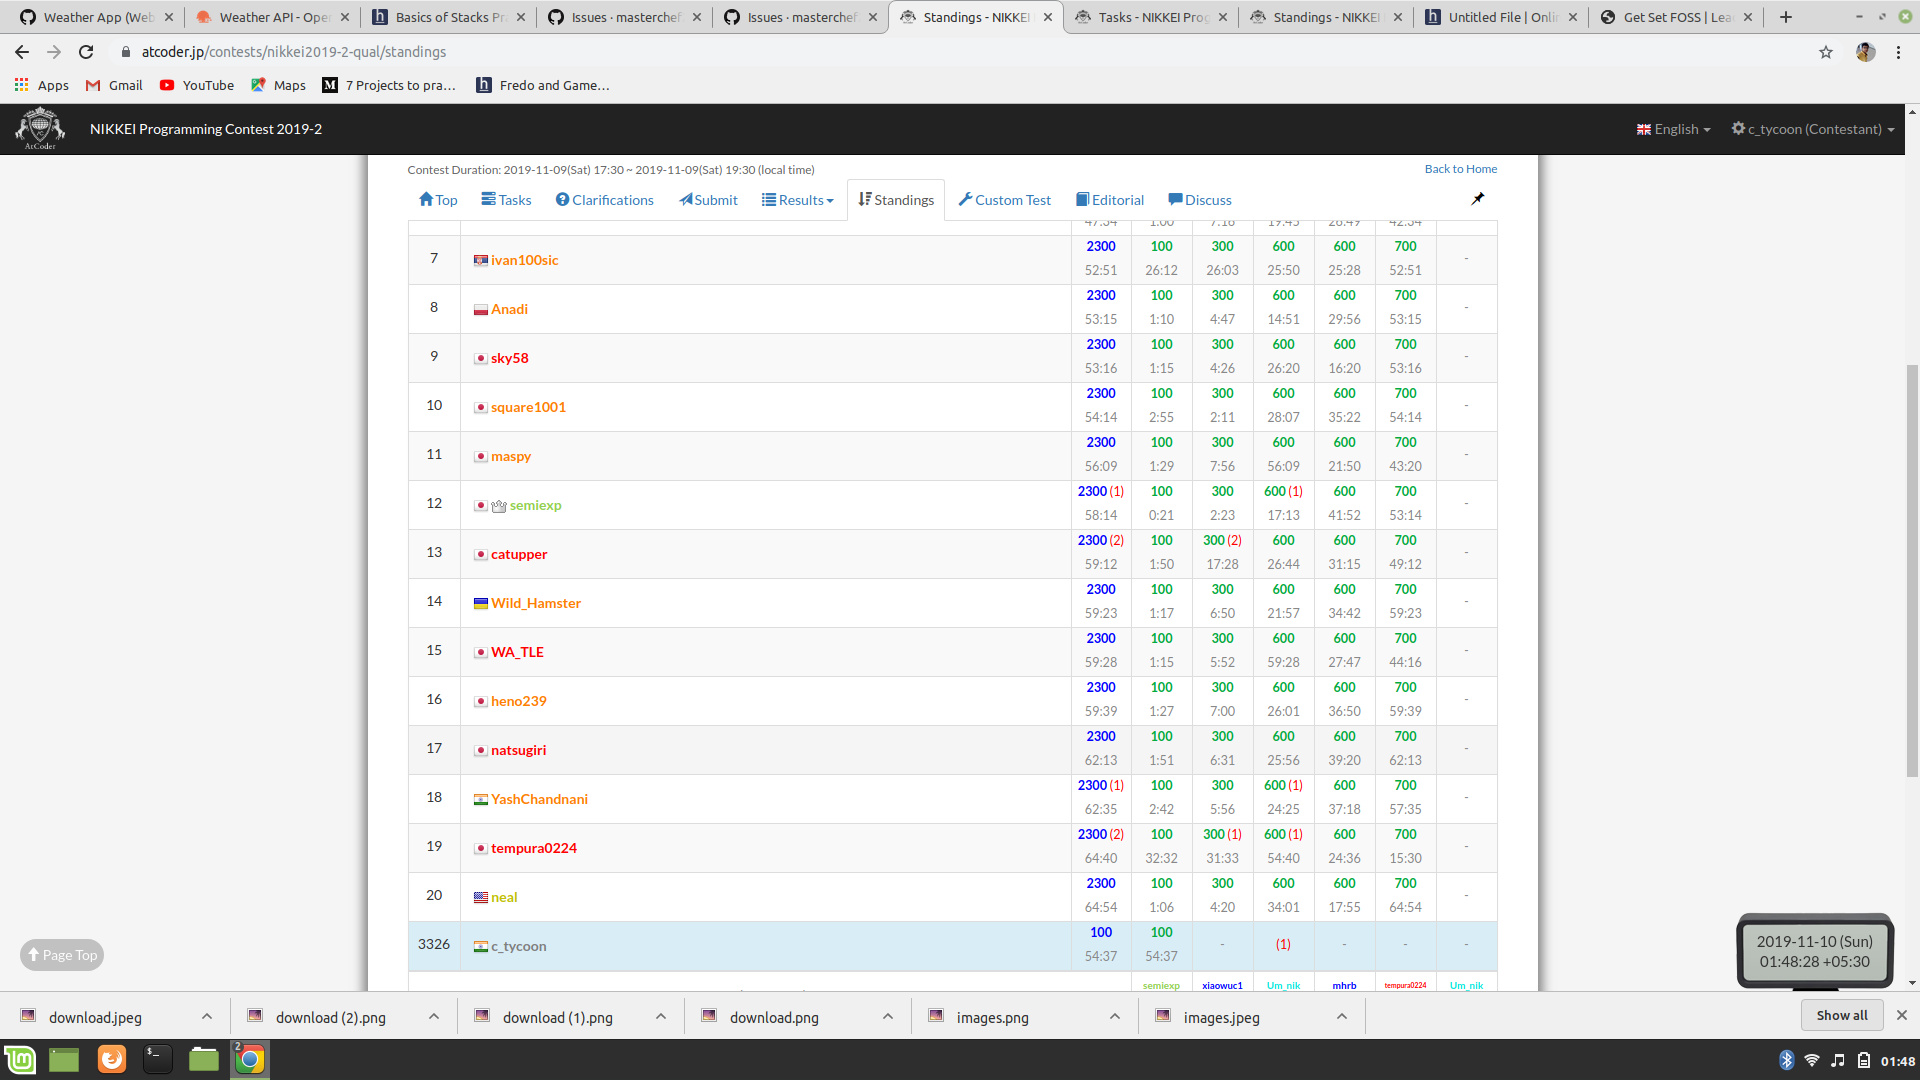 Weather App (Web
Weather API - Open
Basics of Stacks Pra
Issues · masterchef
Issues · masterchef
Standings - NIKKEI
Tasks - NIKKEI Prog
Standings - NIKKEI
Untitled File | Onli
Get Set FOSS | Lea
atcoder.jp/contests/nikkei2019-2-qual/standings
Apps Gmail YouTube Maps 7 Projects to pra... Fredo and Game...
AtCoder NIKKEI Programming Contest 2019-2 English c_tycoon (Contestant)
Contest Duration: 2019-11-09(Sat) 17:30 ~ 2019-11-09(Sat) 19:30 (local time) Back to Home
Top Tasks Clarifications Submit Results Standings Custom Test Editorial Discuss
47:34 1:00 7:18 19:45 28:49 42:34
7 ivan100sic 2300 100 300 600 600 700 -
52:51 26:12 26:03 25:50 25:28 52:51
8 Anadi 2300 100 300 600 600 700 -
53:15 1:10 4:47 14:51 29:56 53:15
9 sky58 2300 100 300 600 600 700 -
53:16 1:15 4:26 26:20 16:20 53:16
10 square1001 2300 100 300 600 600 700 -
54:14 2:55 2:11 28:07 35:22 54:14
11 maspy 2300 100 300 600 600 700 -
56:09 1:29 7:56 56:09 21:50 43:20
12 semiexp 2300 (1) 100 300 600 (1) 600 700 -
58:14 0:21 2:23 17:13 41:52 53:14
13 catupper 2300 (2) 100 300 (2) 600 600 700 -
59:12 1:50 17:28 26:44 31:15 49:12
14 Wild_Hamster 2300 100 300 600 600 700 -
59:23 1:17 6:50 21:57 34:42 59:23
15 WA_TLE 2300 100 300 600 600 700 -
59:28 1:15 5:52 59:28 27:47 44:16
16 heno239 2300 100 300 600 600 700 -
59:39 1:27 7:00 26:01 36:50 59:39
17 natsugiri 2300 100 300 600 600 700 -
62:13 1:51 6:31 25:56 39:20 62:13
18 YashChandnani 2300 (1) 100 300 600 (1) 600 700 -
62:35 2:42 5:56 24:25 37:18 57:35
19 tempura0224 2300 (2) 100 300 (1) 600 (1) 600 700 -
64:40 32:32 31:33 54:40 24:36 15:30
20 neal 2300 100 300 600 600 700 -
64:54 1:06 4:20 34:01 17:55 64:54
3326 c_tycoon 100 100 - (1) - - -
54:37 54:37
semiexp xiaowuc1 Um_nik mhrb tempura0224 Um_nik
Page Top
2019-11-10 (Sun)
01:48:28 +05:30
download.jpeg download (2).png download (1).png download.png images.png images.jpeg Show all
2 01:48